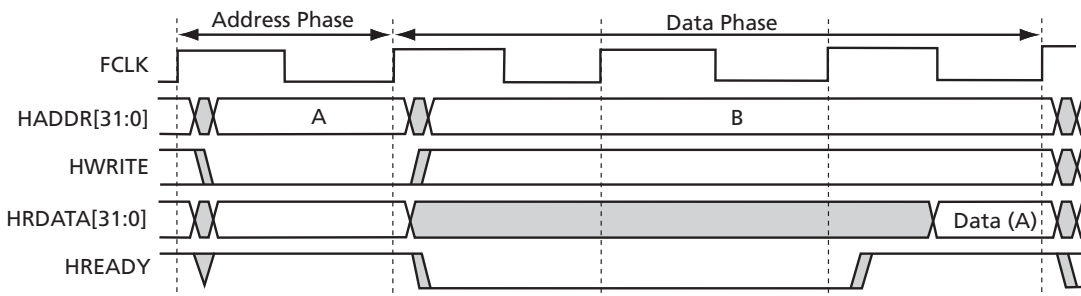 Address Phase Data Phase
FCLK
HADDR[31:0] A B
HWRITE
HRDATA[31:0] Data (A)
HREADY